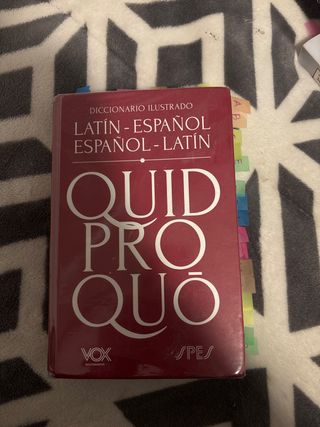 DICCIONARIO ILUSTRADO
LATÍN - ESPAÑOL
ESPAÑOL - LATÍN
QUID
PRO
QUŌ
VOX
SPES